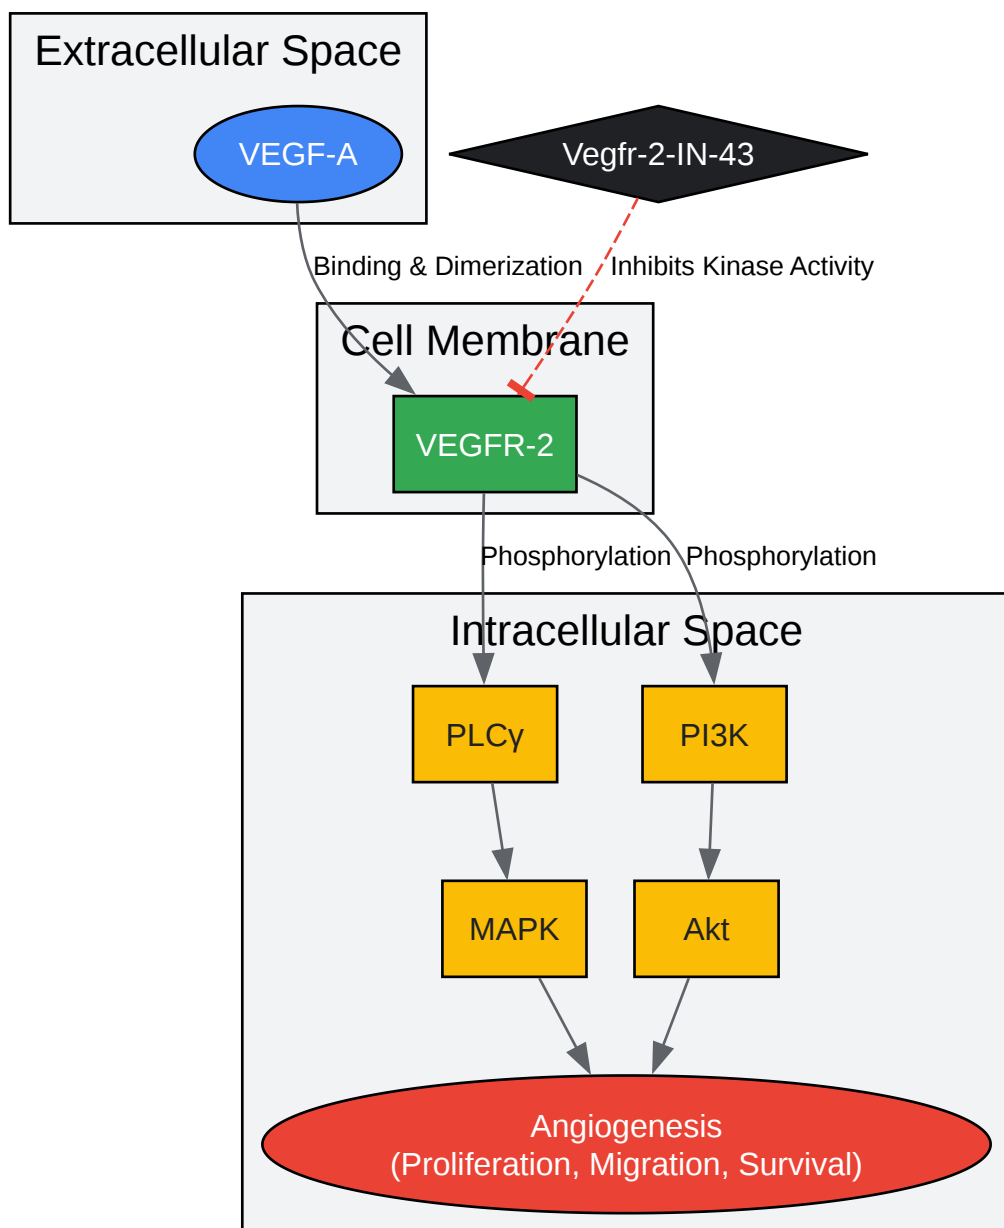 Extracellular Space
VEGF-A
Vegfr-2-IN-43
Binding & Dimerization
Inhibits Kinase Activity
Cell Membrane
VEGFR-2
Phosphorylation
Phosphorylation
Intracellular Space
PLCγ
PI3K
MAPK
Akt
Angiogenesis
(Proliferation, Migration, Survival)